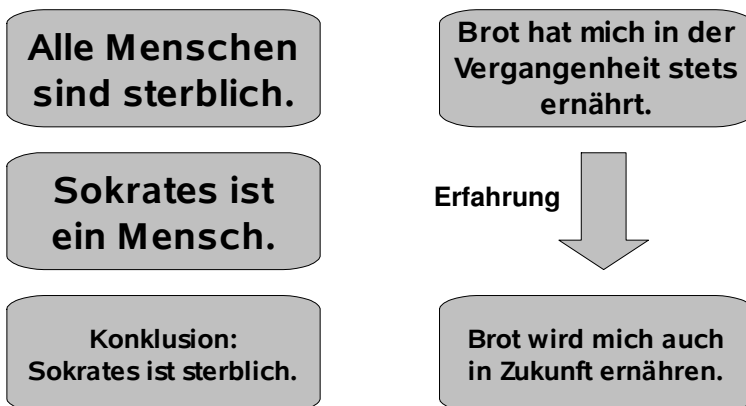 Alle Menschen
sind sterblich.
Sokrates ist
ein Mensch.
Konklusion:
Sokrates ist sterblich.
Brot hat mich in der
Vergangenheit stets
ernährt.
Erfahrung
Brot wird mich auch
in Zukunft ernähren.